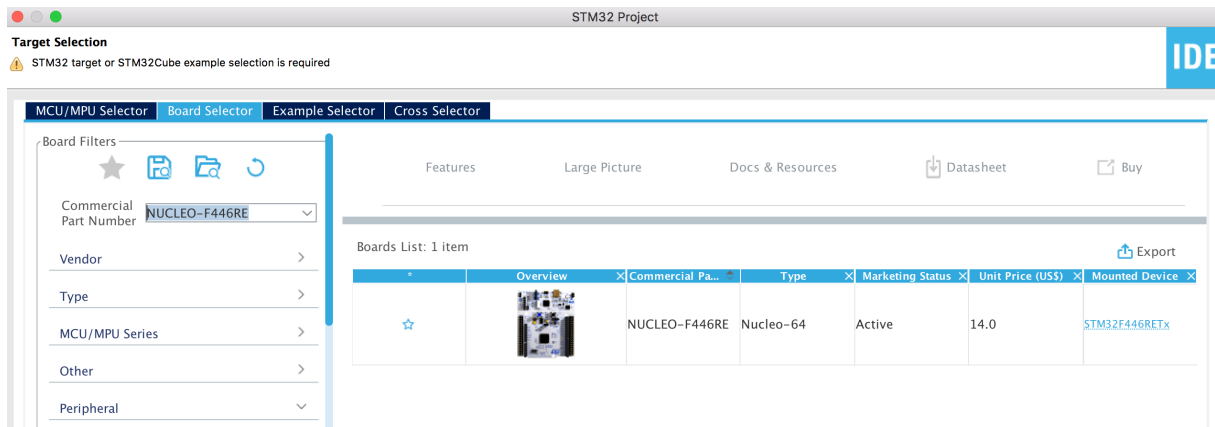 STM32 Project
Target Selection
STM32 target or STM32Cube example selection is required
IDE
MCU/MPU Selector Board Selector Example Selector Cross Selector
Board Filters
Features Large Picture Docs & Resources Datasheet Buy
Commercial
Part Number
NUCLEO-F446RE
Vendor
Type
MCU/MPU Series
Other
Peripheral
Boards List: 1 item
Export
* Overview Commercial Pa... Type Marketing Status Unit Price (US$) Mounted Device
NUCLEO-F446RE Nucleo-64 Active 14.0 STM32F446RETx